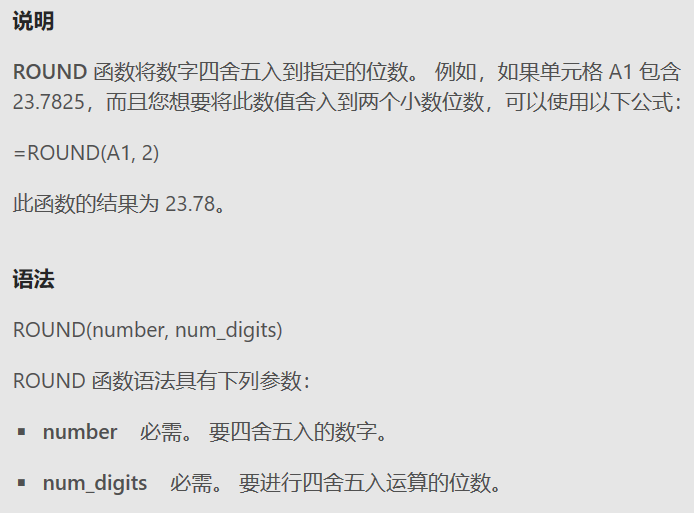 说明
ROUND 函数将数字四舍五入到指定的位数。 例如，如果单元格 A1 包含
23.7825，而且您想要将此数值舍入到两个小数位数，可以使用以下公式：
=ROUND(A1, 2)
此函数的结果为 23.78。
语法
ROUND(number, num_digits)
ROUND 函数语法具有下列参数：
▪ number 必需。 要四舍五入的数字。
▪ num_digits 必需。 要进行四舍五入运算的位数。